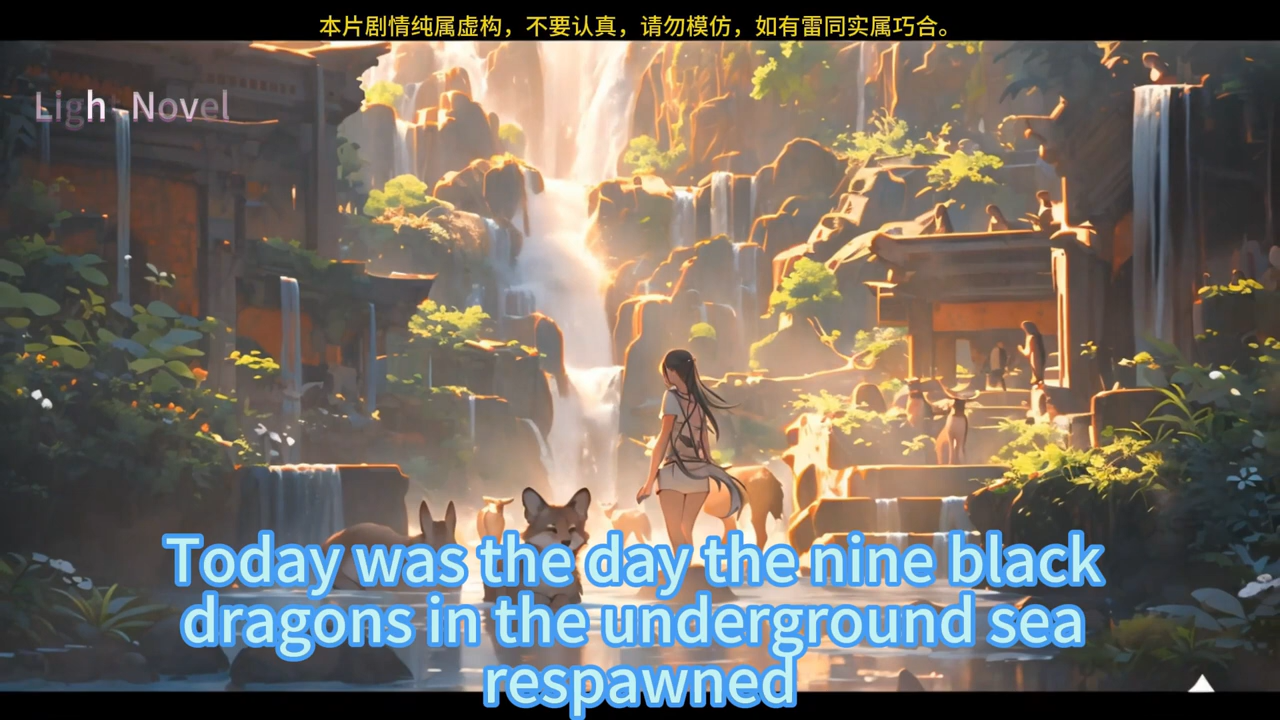 本片剧情纯属虚构，不要认真，请勿模仿，如有雷同实属巧合。
Light Novel
Today was the day the nine black
dragons in the underground sea
respawned